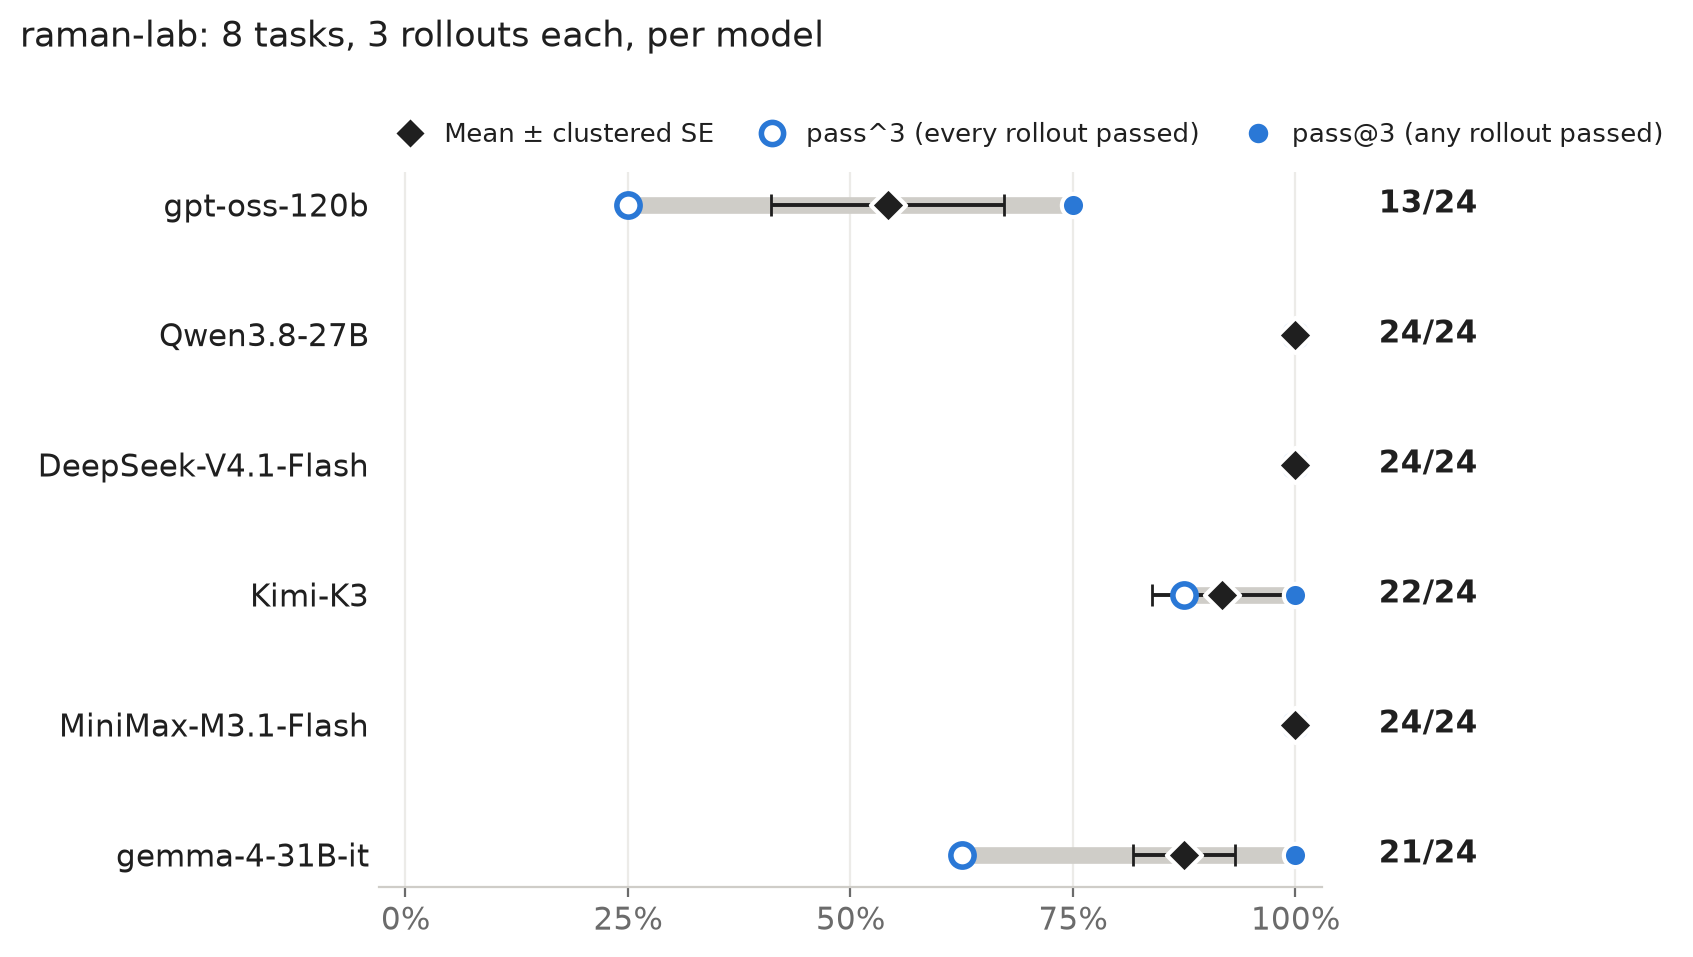 raman-lab: 8 tasks, 3 rollouts each, per model
Mean ± clustered SE pass^3 (every rollout passed) pass@3 (any rollout passed)
gpt-oss-120b 13/24
Qwen3.8-27B 24/24
DeepSeek-V4.1-Flash 24/24
Kimi-K3 22/24
MiniMax-M3.1-Flash 24/24
gemma-4-31B-it 21/24
0% 25% 50% 75% 100%